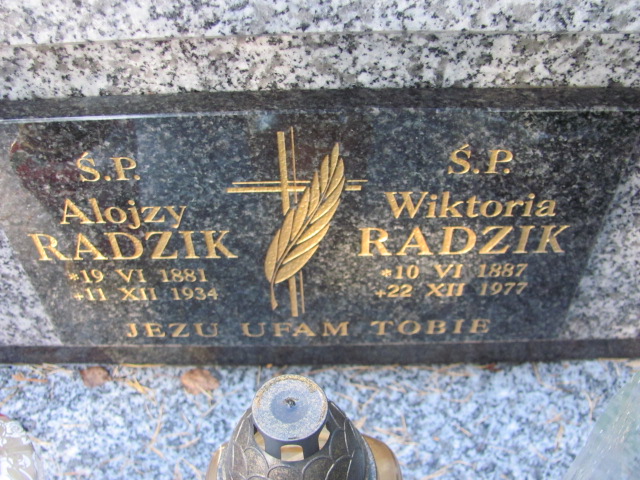 Ś.P.
Alojzy
RADZIK
*19 VI 1881
+11 XII 1934
Ś.P.
Wiktoria
RADZIK
*10 VI 1887
+22 XII 1977
JEZU UFAM TOBIE